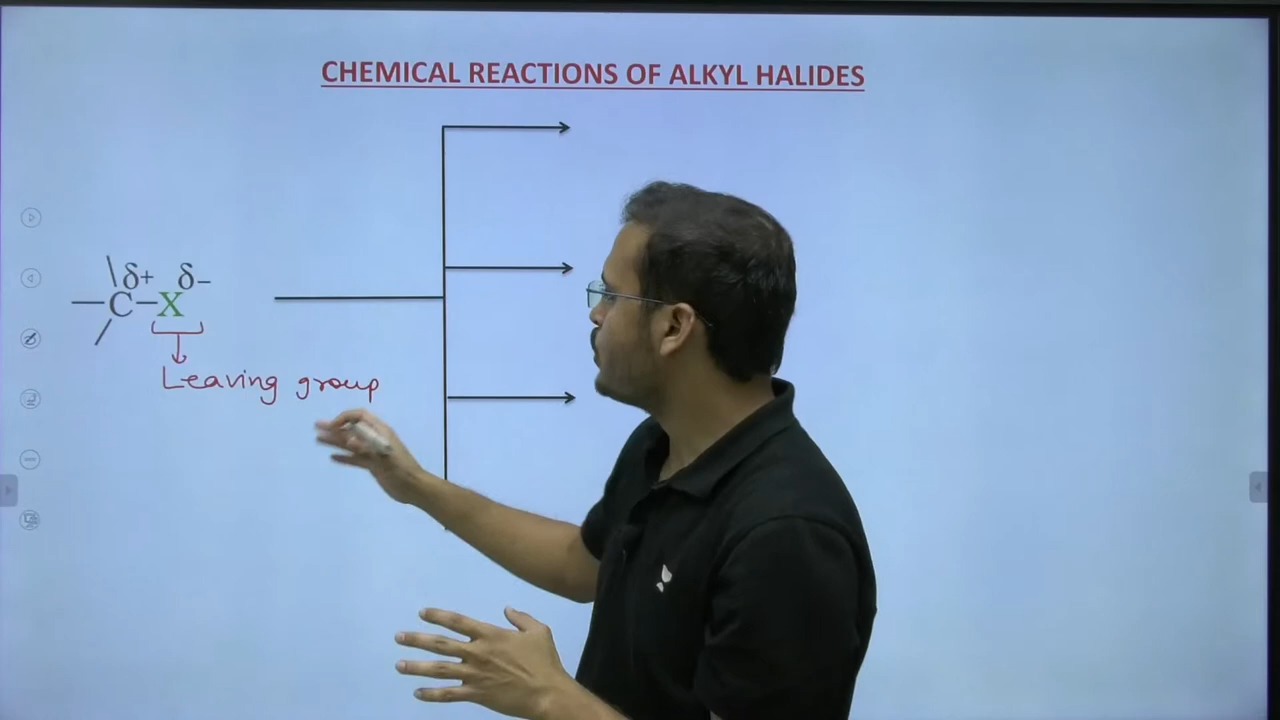 CHEMICAL REACTIONS OF ALKYL HALIDES
δ+ δ–
C–X
Leaving group